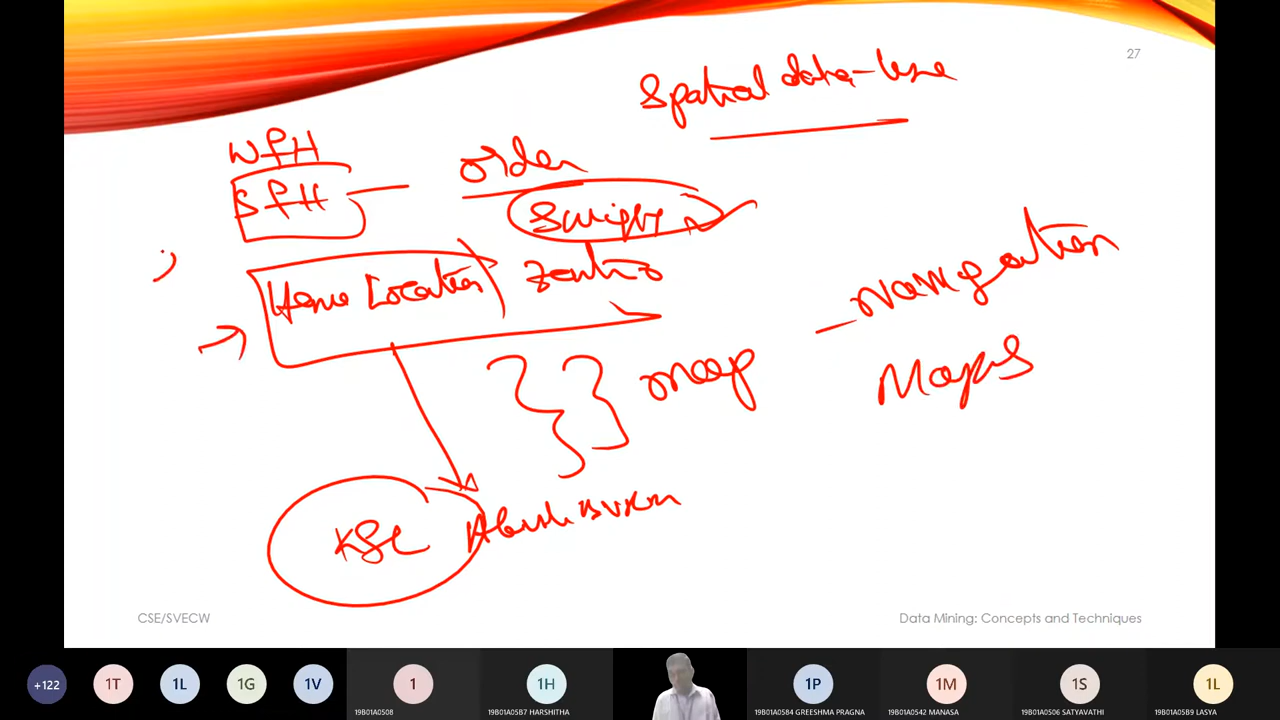 27
Spatial data-base
WFH
SFH
order
Swiggy
Home Location
Zomato
navigation
map
Maps
KSC
CSE/SVECW
Data Mining: Concepts and Techniques
+122
1T
1L
1G
1V
1
1H
1P
1M
1S
1L
19B01A0508
19B01A05B7 HARSHITHA
19B01A0584 GREESHMA PRAGNA
19B01A0542 MANASA
19B01A0506 SATYAVATHI
19B01A05B9 LASYA